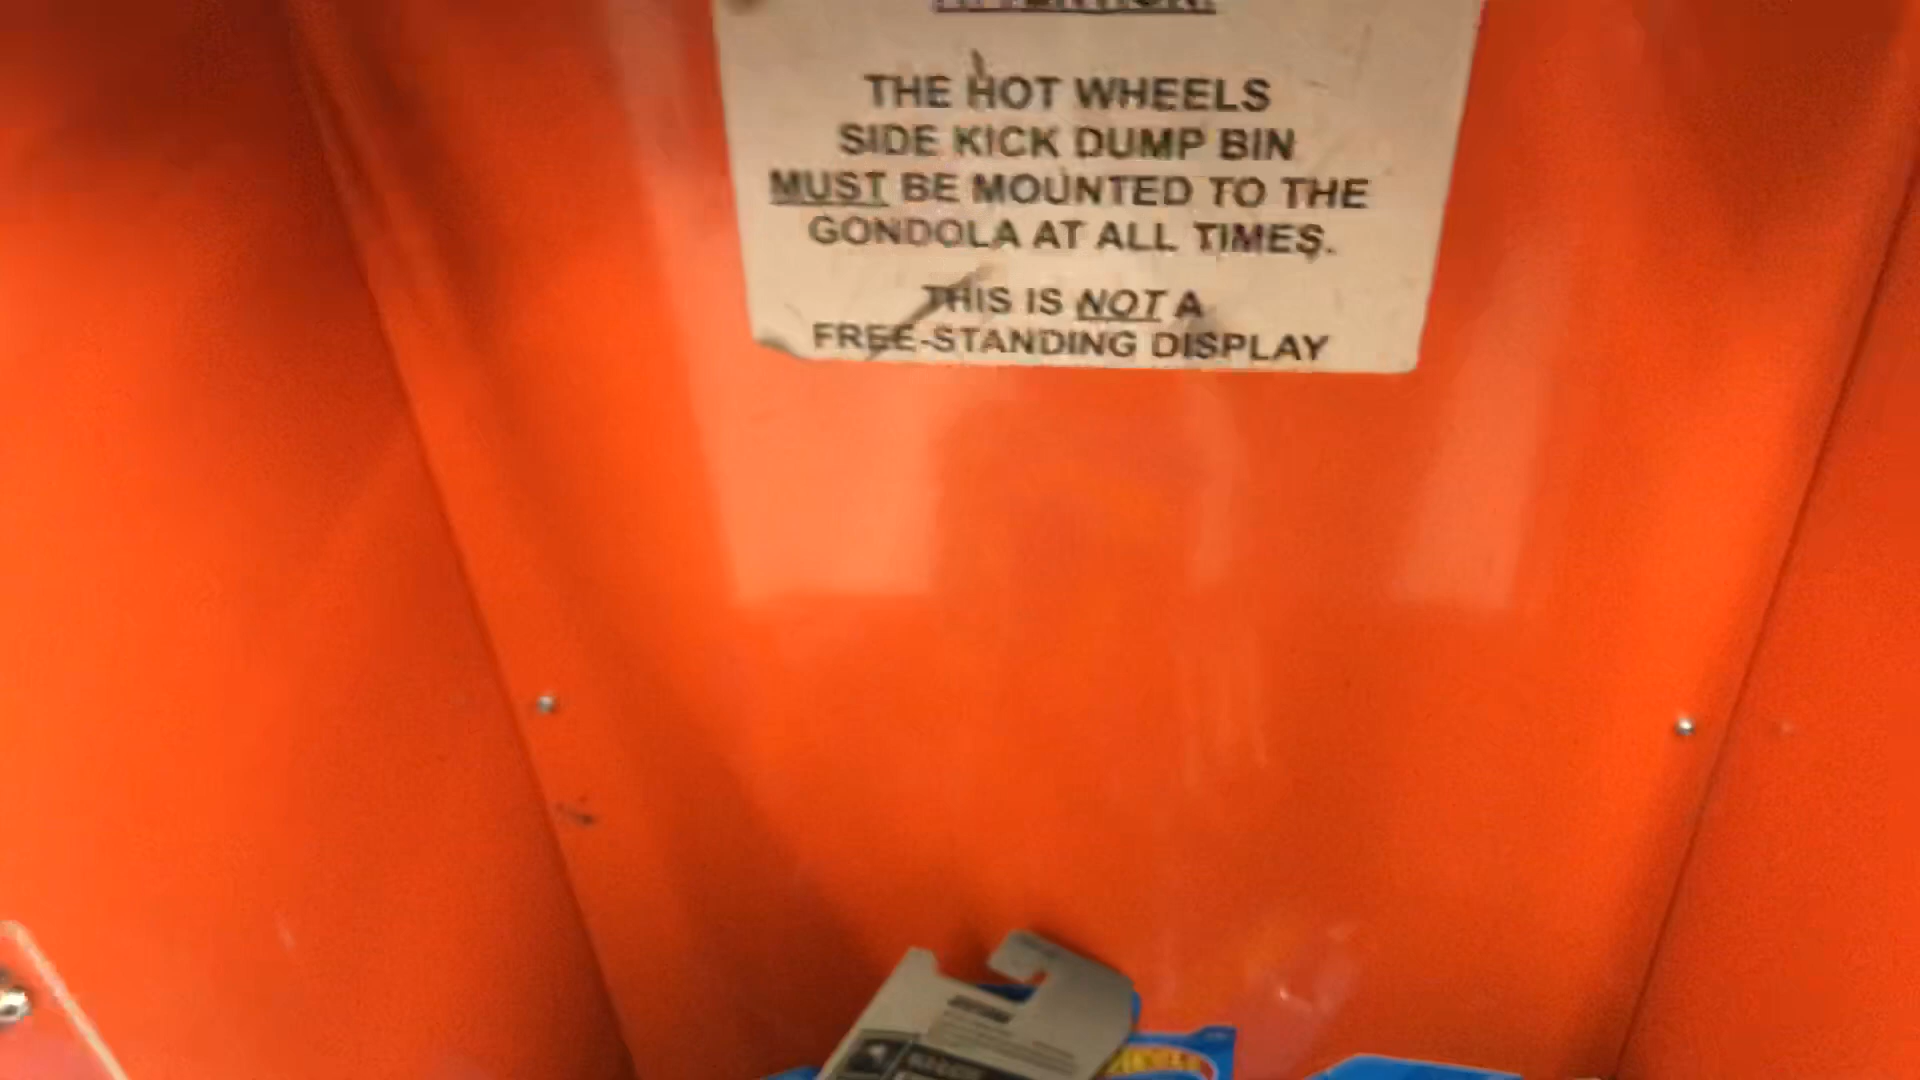 THE HOT WHEELS
SIDE KICK DUMP BIN
MUST BE MOUNTED TO THE
GONDOLA AT ALL TIMES.
THIS IS NOT A
FREE-STANDING DISPLAY